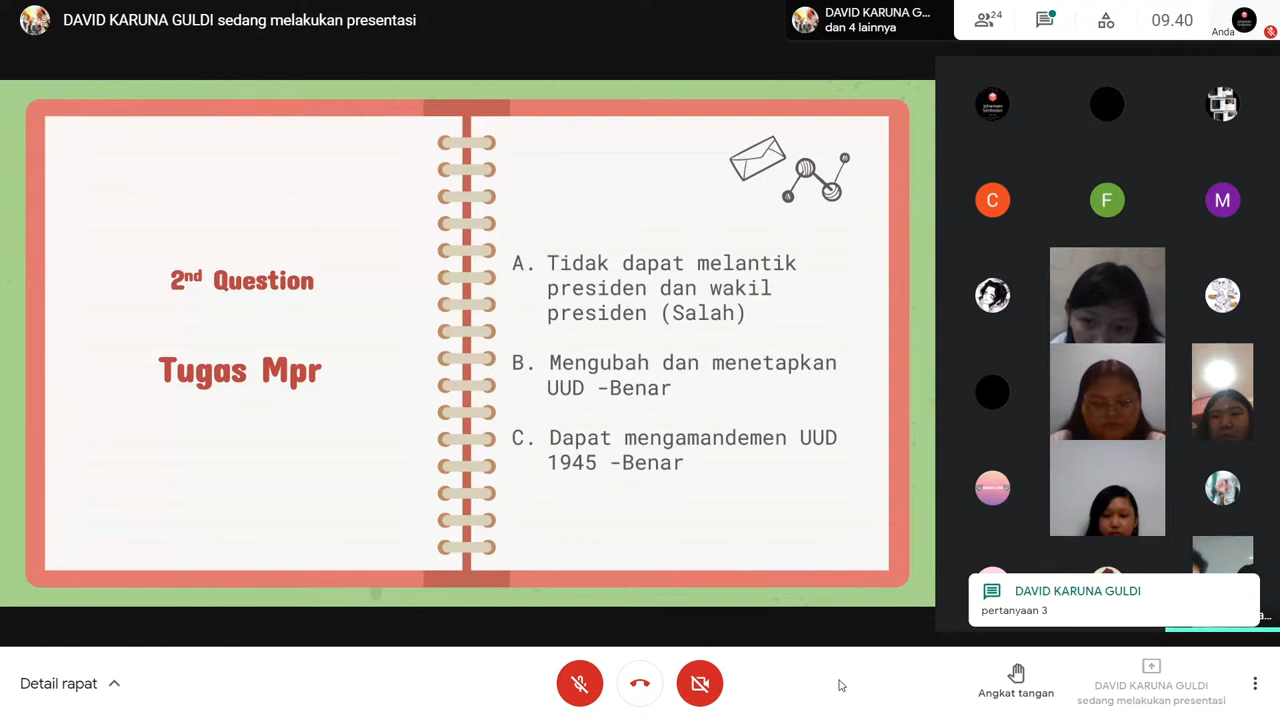 DAVID KARUNA GULDI sedang melakukan presentasi
DAVID KARUNA G...
dan 4 lainnya
24
09.40
Anda
2nd Question
Tugas Mpr
A. Tidak dapat melantik
presiden dan wakil
presiden (Salah)
B. Mengubah dan menetapkan
UUD -Benar
C. Dapat mengamandemen UUD
1945 -Benar
C
F
M
DAVID KARUNA GULDI
pertanyaan 3
Detail rapat
Angkat tangan
DAVID KARUNA GULDI
sedang melakukan presentasi